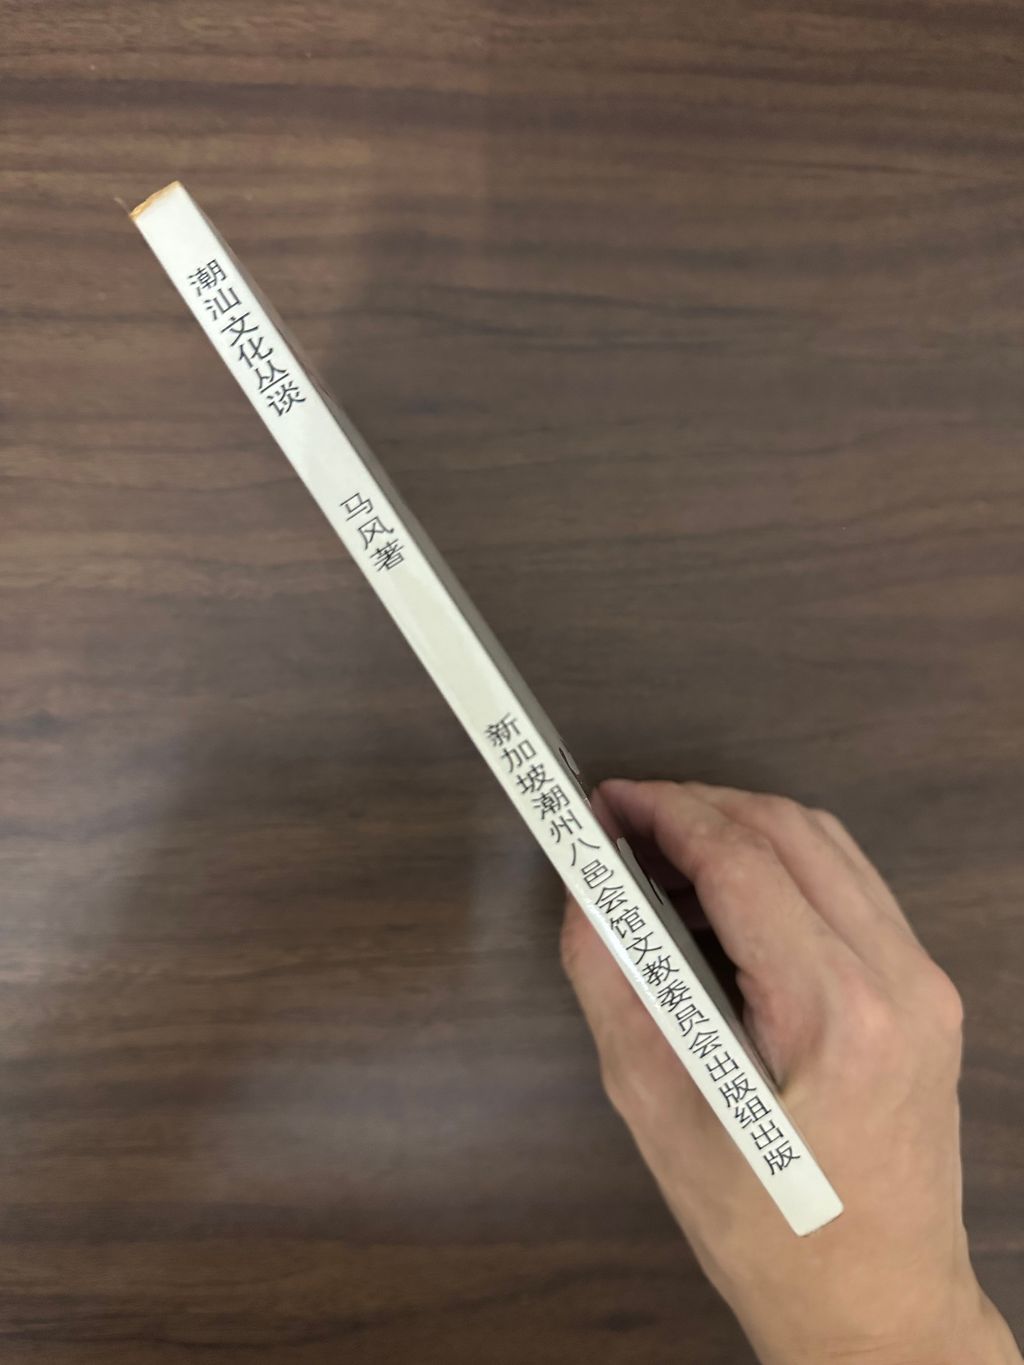 潮汕文化丛谈
马风著
新加坡潮州八邑会馆文教委员会出版组出版